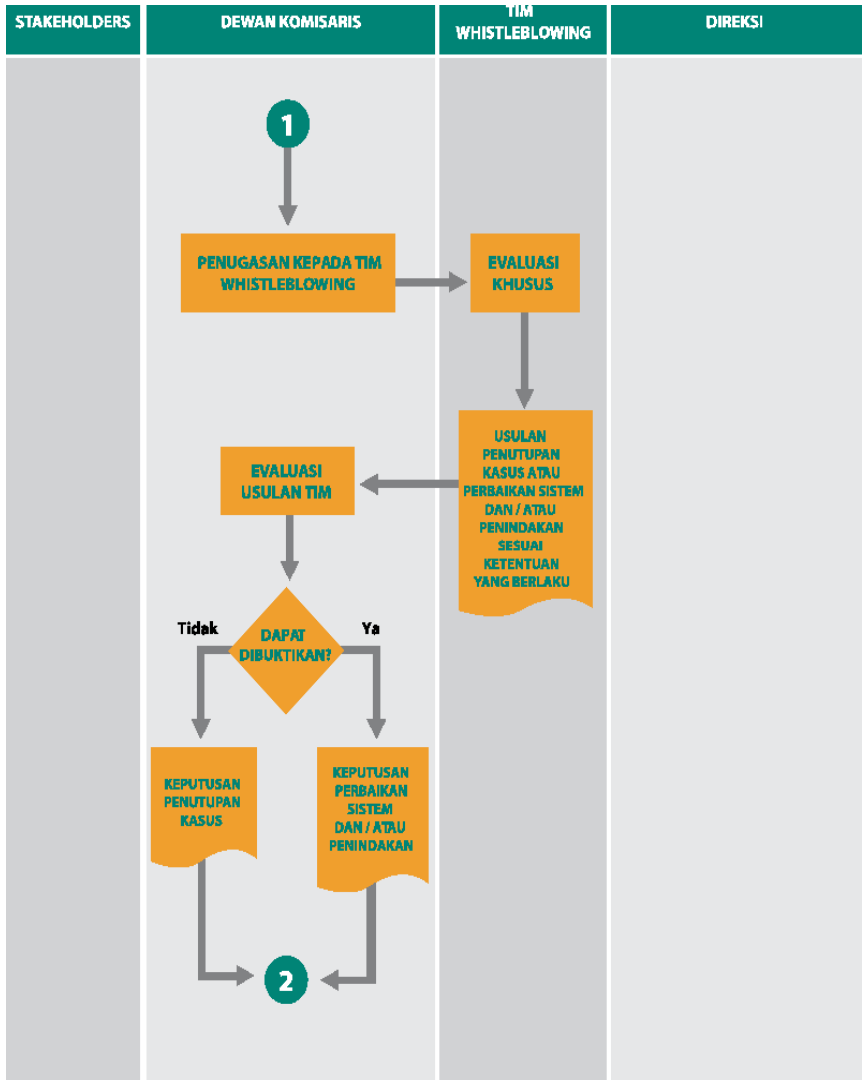 STAKEHOLDERS
DEWAN KOMISARIS
TIM
WHISTLEBLOWING
DIREKSI
1
PENUGASAN KEPADA TIM
WHISTLEBLOWING
EVALUASI
KHUSUS
USULAN
PENUTUPAN
KASUS ATAU
PERBAIKAN SISTEM
DAN / ATAU
PENINDAKAN
SESUAI
KETENTUAN
YANG BERLAKU
EVALUASI
USULAN TIM
Tidak
DAPAT
DIBUKTIKAN?
Ya
KEPUTUSAN
PENUTUPAN
KASUS
KEPUTUSAN
PERBAIKAN
SISTEM
DAN / ATAU
PENINDAKAN
2